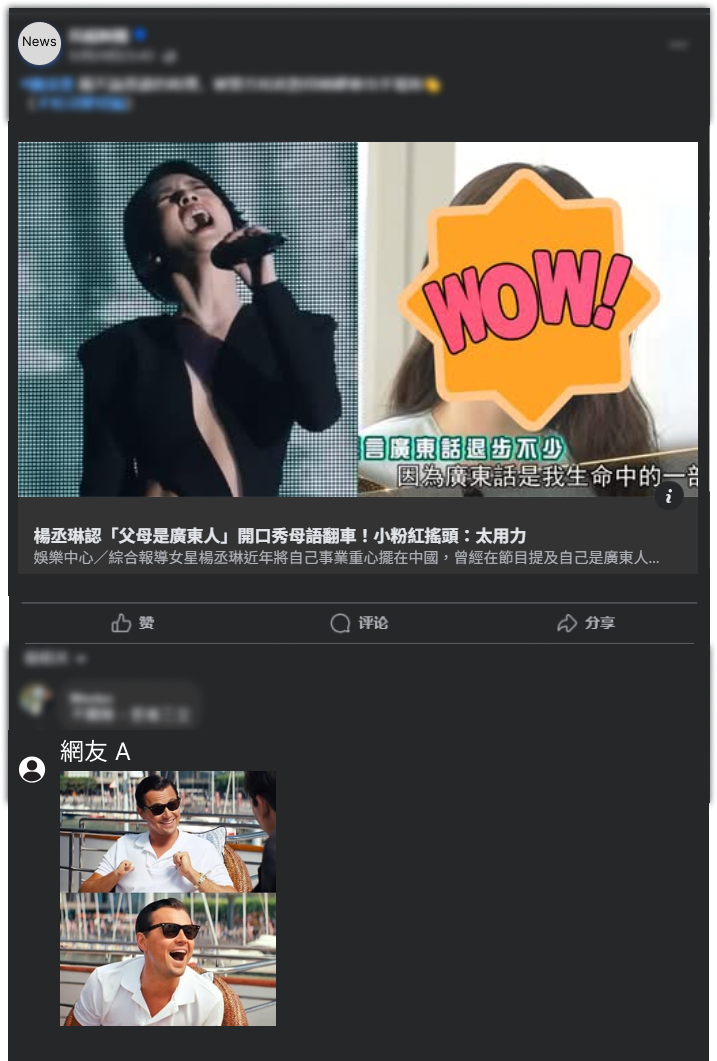 News
WOW!
言廣東話退步不少
因為廣東話是我生命中的一部
楊丞琳認「父母是廣東人」開口秀母語翻車！小粉紅搖頭：太用力
娛樂中心／綜合報導女星楊丞琳近年將自己事業重心擺在中國，曾經在節目提及自己是廣東人...
赞
评论
分享
網友 A